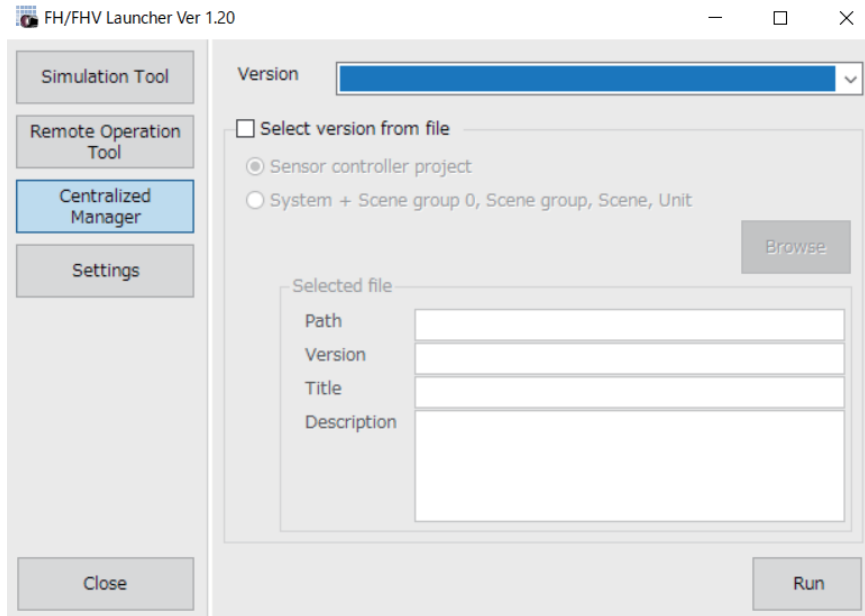 FH/FHV Launcher Ver 1.20
Simulation Tool
Remote Operation
Tool
Centralized
Manager
Settings
Close
Version
Select version from file
Sensor controller project
System + Scene group 0, Scene group, Scene, Unit
Browse
Selected file
Path
Version
Title
Description
Run